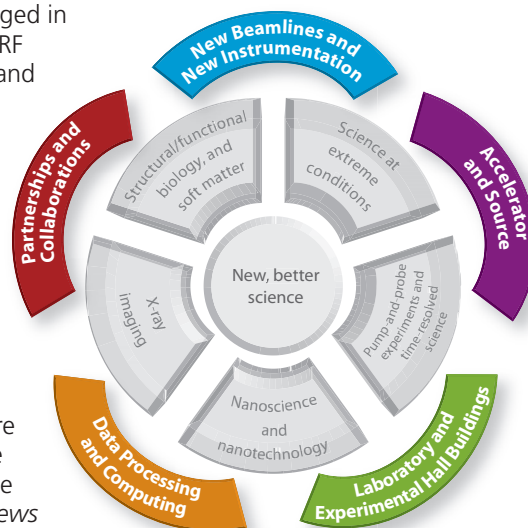 ged in
RF
and
New Beamlines and
New Instrumentation
Accelerator
and Source
Laboratory and
Experimental Hall Buildings
Data Processing
and Computing
Partnerships and
Collaborations
Structural/functional
biology, and
soft matter
Science at
extreme
conditions
Pump-and-probe
experiments and
time-resolved
science
Nanoscience
and
nanotechnology
X-ray
imaging
New, better
science
re
e
e
ews